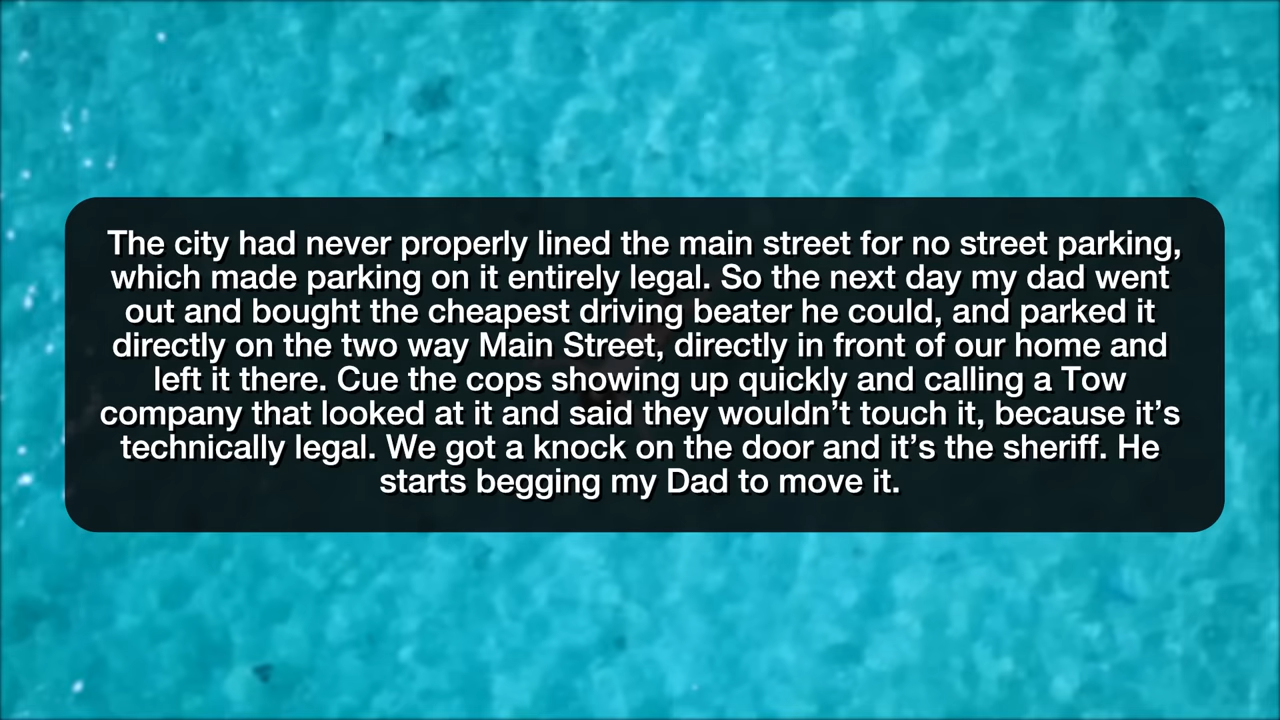 The city had never properly lined the main street for no street parking,
which made parking on it entirely legal. So the next day my dad went
out and bought the cheapest driving beater he could, and parked it
directly on the two way Main Street, directly in front of our home and
left it there. Cue the cops showing up quickly and calling a Tow
company that looked at it and said they wouldn’t touch it, because it’s
technically legal. We got a knock on the door and it’s the sheriff. He
starts begging my Dad to move it.